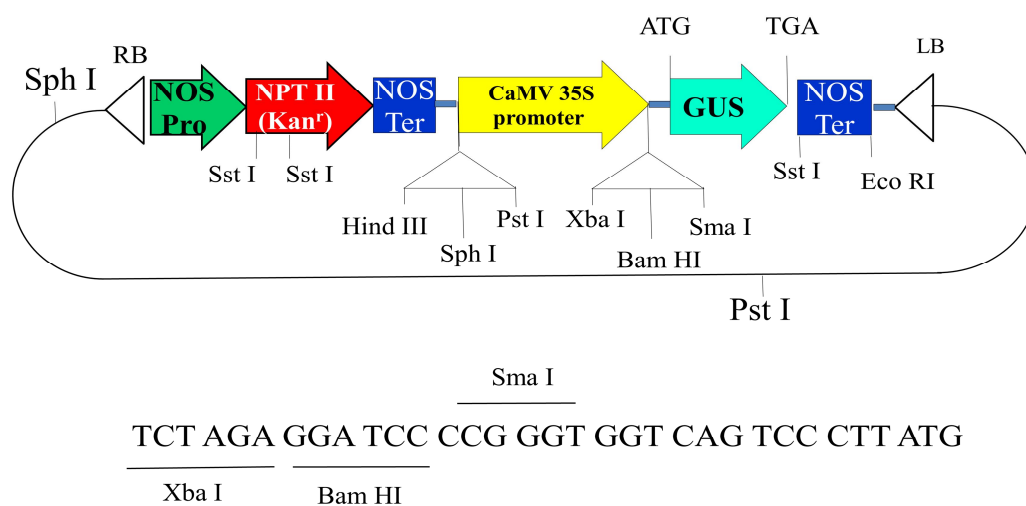 ATG
TGA
RB
LB
Sph I
NOS
Pro
NPT II
(Kanʳ)
NOS
Ter
CaMV 35S
promoter
GUS
NOS
Ter
Sst I
Sst I
Sst I
Eco RI
Hind III
Sph I
Pst I
Xba I
Bam HI
Sma I
Pst I
Sma I
TCT AGA GGA TCC CCG GGT GGT CAG TCC CTT ATG
Xba I
Bam HI